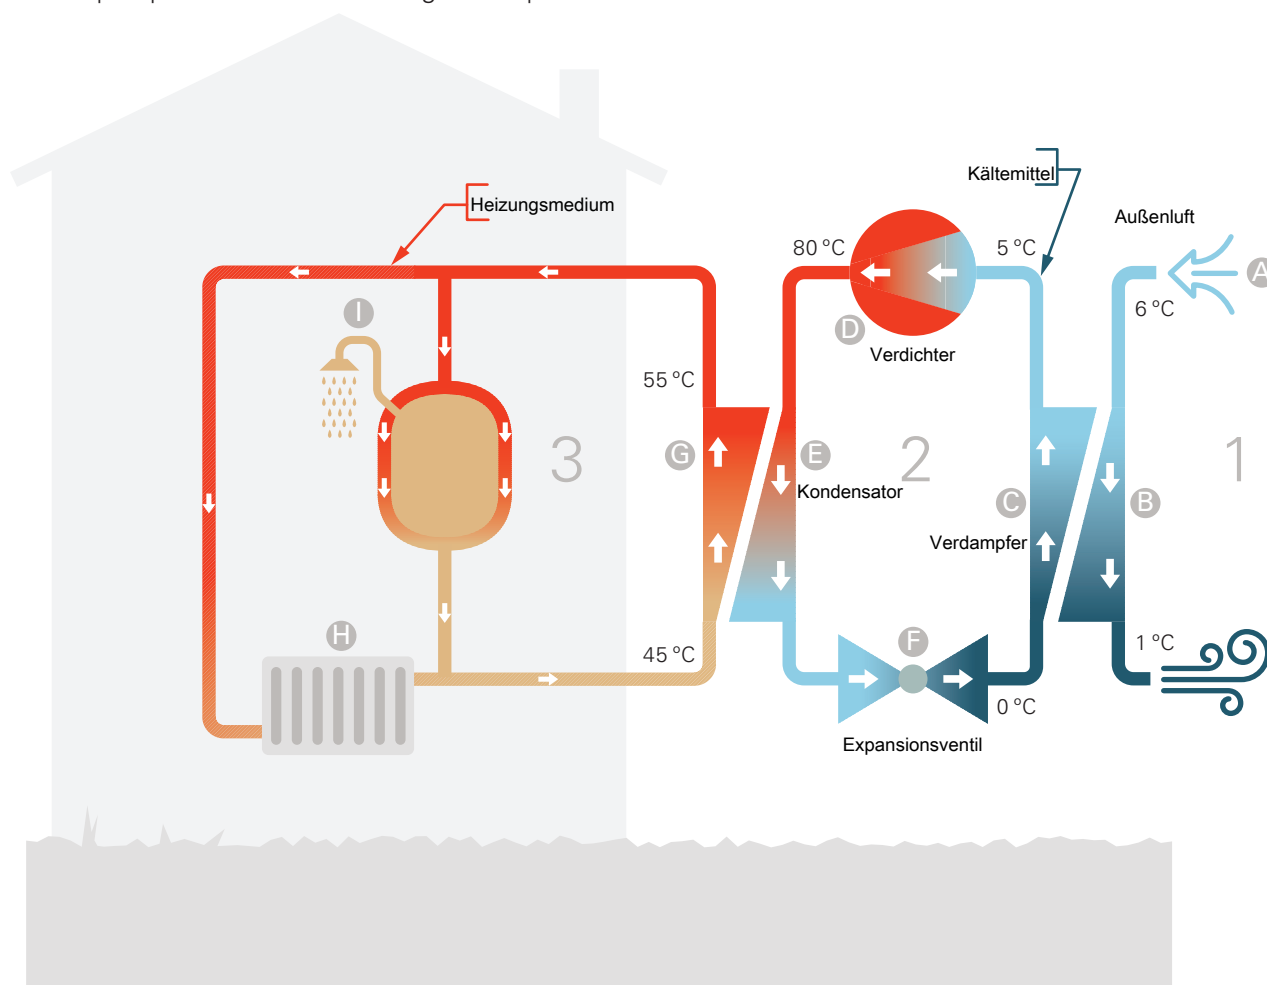 Kältemittel
Heizungsmedium
Außenluft
80 °C
5 °C
A
6 °C
I
D
Verdichter
55 °C
3
G
E
2
1
Kondensator
C
B
Verdampfer
H
F
45 °C
1 °C
0 °C
Expansionsventil